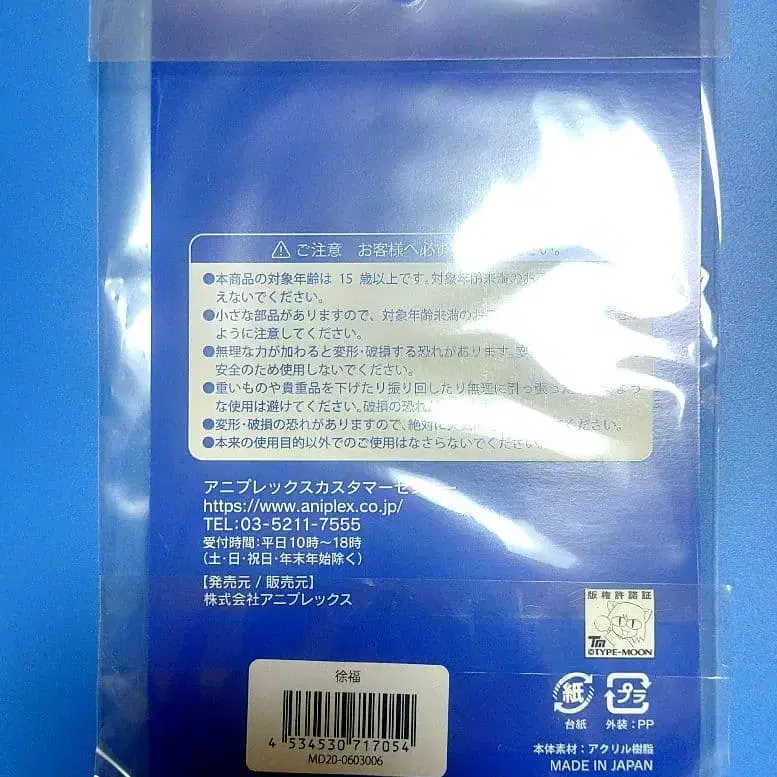 ご注意 お客様へ必ず
●本商品の対象年齢は 15 歳以上です。対象年齢未満のお
えないでください。
●小さな部品がありますので、対象年齢未満のお
ように注意してください。
●無理な力が加わると変形・破損する恐れがあります。
安全のため使用しないでください。
●重いものや貴重品を下げたり振り回したり無理に引っ張った
な使用は避けてください。破損の恐れが
●変形・破損の恐れがありますので、絶対に
●本来の使用目的以外でのご使用はなさらないでください。
アニプレックスカスタマーセンター
https://www.aniplex.co.jp/
TEL:03-5211-7555
受付時間:平日10時〜18時
(土・日・祝日・年末年始除く)
【発売元 / 販売元】
株式会社アニプレックス
版権許諾証
TM
©TYPE-MOON
徐福
4 534530 717054
MD20-0603006
紙 プラ
台紙 外装:PP
本体素材:アクリル樹脂
MADE IN JAPAN